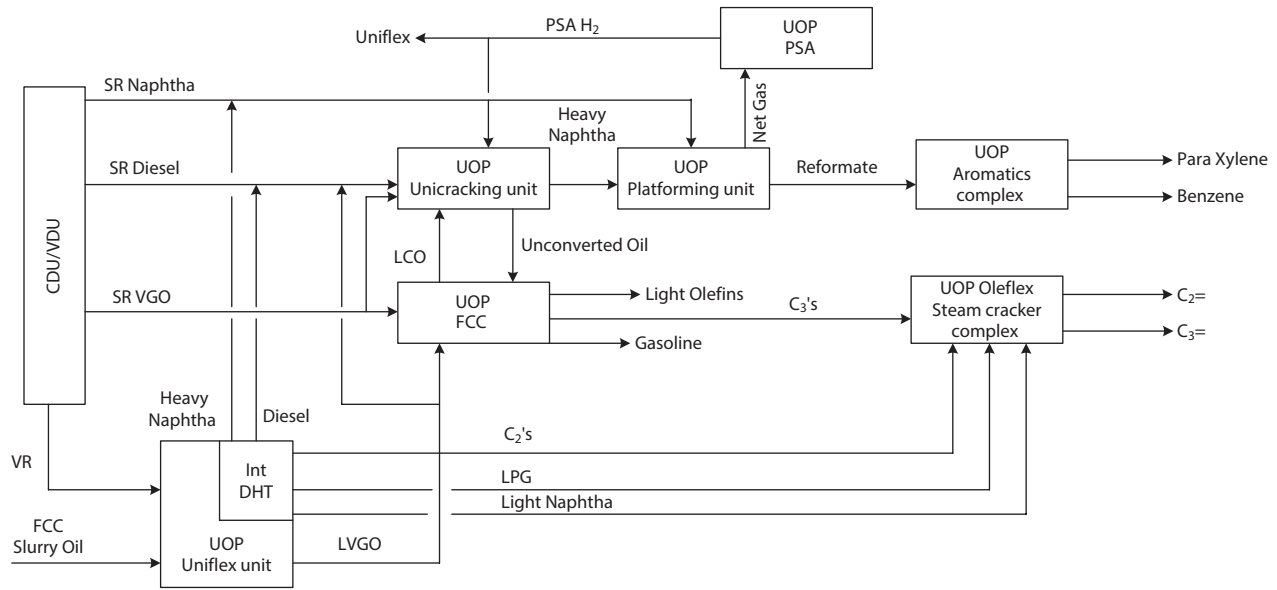 PSA H2
Uniflex
UOP
PSA
SR Naphtha
Net Gas
Heavy
Naphtha
SR Diesel
UOP
Unicracking unit
UOP
Platforming unit
Reformate
UOP
Aromatics
complex
Para Xylene
Benzene
CDU/VDU
LCO
Unconverted Oil
SR VGO
UOP
FCC
Light Olefins
C3's
Gasoline
UOP Oleflex
Steam cracker
complex
C2=
C3=
Heavy
Naphtha
Diesel
C2's
VR
Int
DHT
LPG
Light Naphtha
FCC
Slurry Oil
UOP
Uniflex unit
LVGO